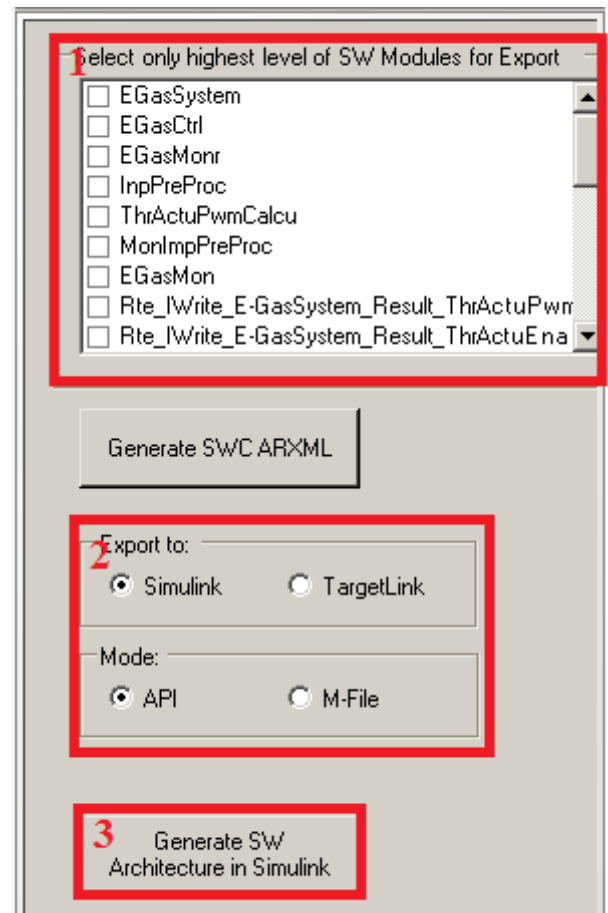 1
Select only highest level of SW Modules for Export
EGasSystem
EGasCtrl
EGasMonr
InpPreProc
ThrActuPwmCalcu
MonImpPreProc
EGasMon
Rte_IWrite_E-GasSystem_Result_ThrActuPwm
Rte_IWrite_E-GasSystem_Result_ThrActuEna
Generate SWC ARXML
2
Export to:
Simulink TargetLink
Mode:
API M-File
3
Generate SW
Architecture in Simulink